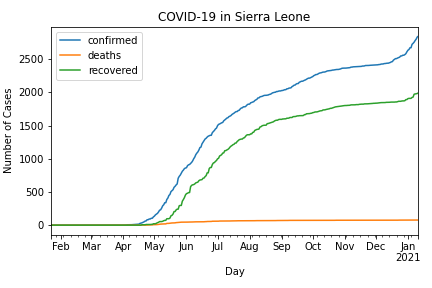 COVID-19 in Sierra Leone
confirmed
deaths
recovered
Number of Cases
2500
2000
1500
1000
500
0
Feb Mar Apr May Jun Jul Aug Sep Oct Nov Dec Jan
2021
Day